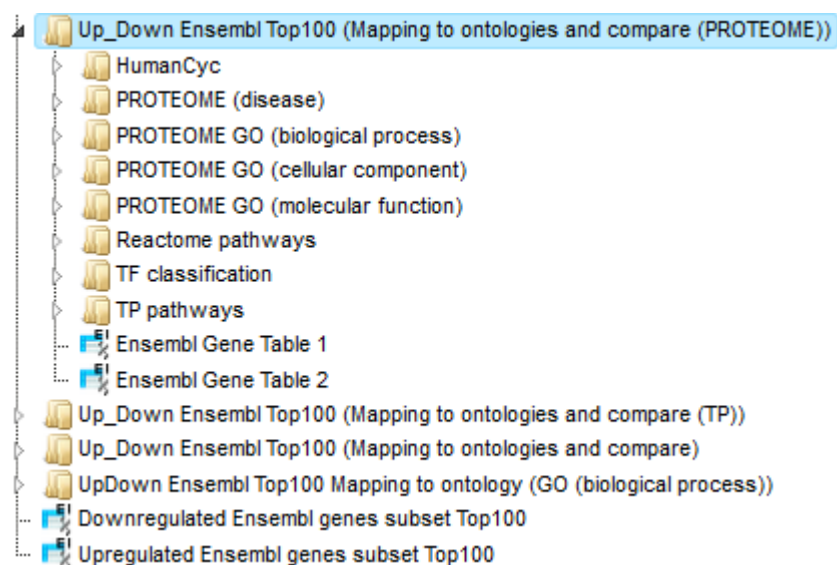 Up_Down Ensembl Top100 (Mapping to ontologies and compare (PROTEOME))
HumanCyc
PROTEOME (disease)
PROTEOME GO (biological process)
PROTEOME GO (cellular component)
PROTEOME GO (molecular function)
Reactome pathways
TF classification
TP pathways
Ensembl Gene Table 1
Ensembl Gene Table 2
Up_Down Ensembl Top100 (Mapping to ontologies and compare (TP))
Up_Down Ensembl Top100 (Mapping to ontologies and compare)
UpDown Ensembl Top100 Mapping to ontology (GO (biological process))
Downregulated Ensembl genes subset Top100
Upregulated Ensembl genes subset Top100